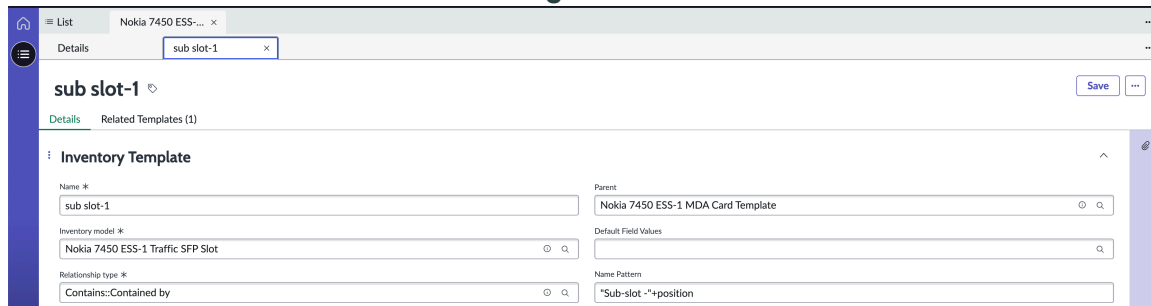 List
Nokia 7450 ESS-... ×
Details
sub slot-1 ×
sub slot-1
Save
...
Details
Related Templates (1)
Inventory Template
Name *
sub slot-1
Parent
Nokia 7450 ESS-1 MDA Card Template
Inventory model *
Nokia 7450 ESS-1 Traffic SFP Slot
Default Field Values
Relationship type *
Contains::Contained by
Name Pattern
"Sub-slot -"+position